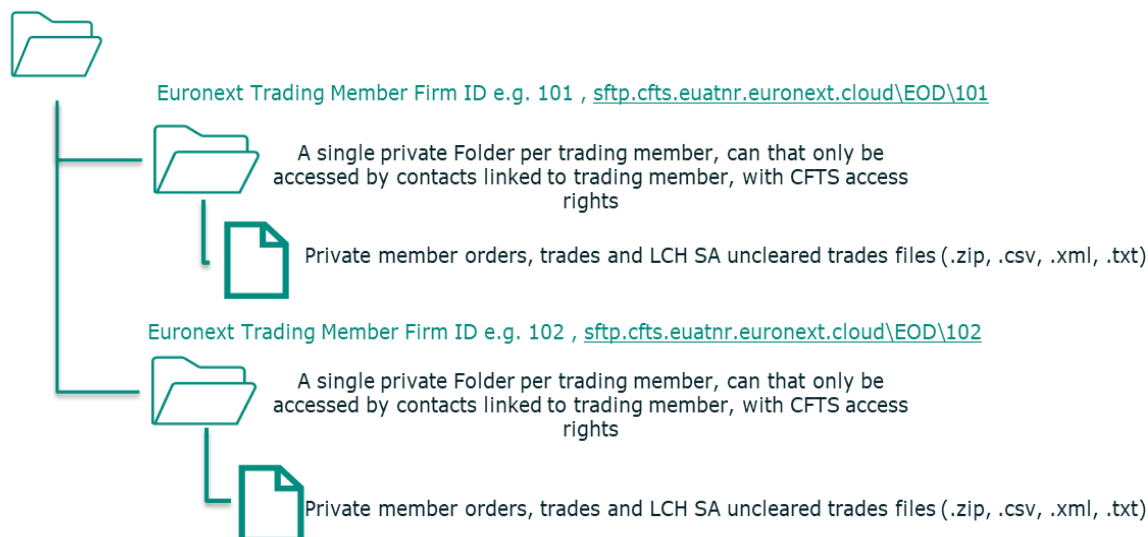 Euronext Trading Member Firm ID e.g. 101 , sftp.cfts.euatnr.euronext.cloud\EOD\101
A single private Folder per trading member, can that only be
accessed by contacts linked to trading member, with CFTS access
rights
Private member orders, trades and LCH SA uncleared trades files (.zip, .csv, .xml, .txt)
Euronext Trading Member Firm ID e.g. 102 , sftp.cfts.euatnr.euronext.cloud\EOD\102
A single private Folder per trading member, can that only be
accessed by contacts linked to trading member, with CFTS access
rights
Private member orders, trades and LCH SA uncleared trades files (.zip, .csv, .xml, .txt)